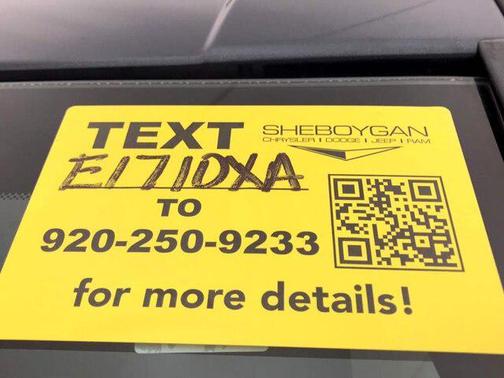 TEXT
SHEBOYGAN
CHRYSLER | DODGE | JEEP | RAM
E1710XA
TO
920-250-9233
for more details!